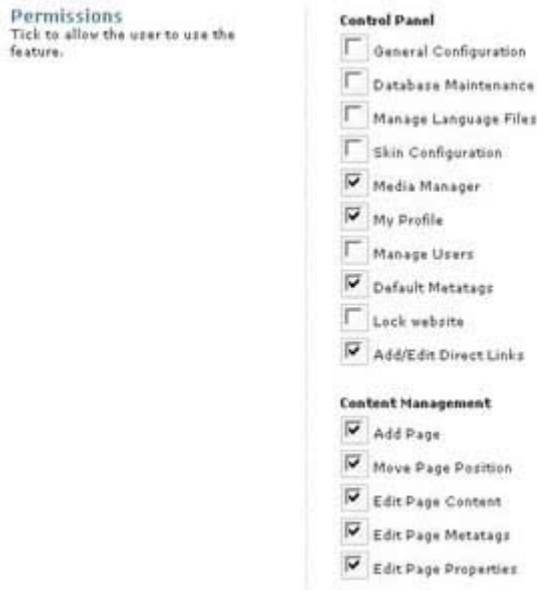 Permissions
Tick to allow the user to use the
feature.
Control Panel
General Configuration
Database Maintenance
Manage Language Files
Skin Configuration
Media Manager
My Profile
Manage Users
Default Metatags
Lock website
Add/Edit Direct Links
Content Management
Add Page
Move Page Position
Edit Page Content
Edit Page Metatags
Edit Page Properties